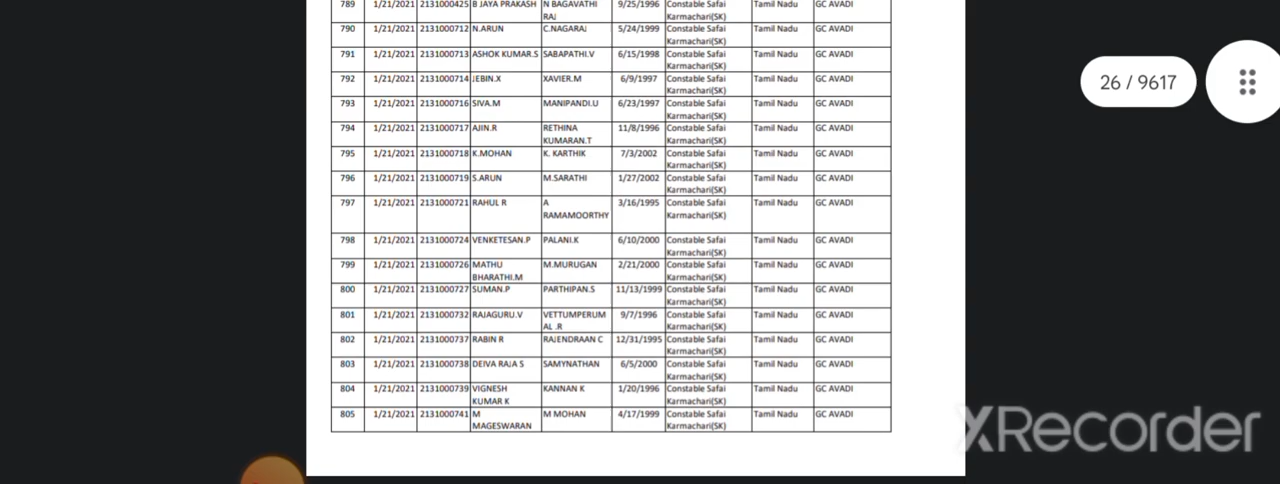 789 1/21/2021 2131000425 B JAYA PRAKASH N BAGAVATHI 9/25/1996 Constable Safai Tamil Nadu GC AVADI
RAJ Karmachari(SK)
790 1/21/2021 2131000712 N.ARUN C.NAGARAJ 5/24/1999 Constable Safai Tamil Nadu GC AVADI
Karmachari(SK)
791 1/21/2021 2131000713 ASHOK KUMAR.S SABAPATHI.V 6/15/1998 Constable Safai Tamil Nadu GC AVADI
Karmachari(SK)
792 1/21/2021 2131000714 JEBIN.X XAVIER.M 6/9/1997 Constable Safai Tamil Nadu GC AVADI
Karmachari(SK)
793 1/21/2021 2131000716 SIVA.M MANIPANDI.U 6/23/1997 Constable Safai Tamil Nadu GC AVADI
Karmachari(SK)
794 1/21/2021 2131000717 AJIN.R RETHINA 11/8/1996 Constable Safai Tamil Nadu GC AVADI
KUMARAN.T Karmachari(SK)
795 1/21/2021 2131000718 K.MOHAN K. KARTHIK 7/3/2002 Constable Safai Tamil Nadu GC AVADI
Karmachari(SK)
796 1/21/2021 2131000719 S.ARUN M.SARATHI 1/27/2002 Constable Safai Tamil Nadu GC AVADI
Karmachari(SK)
797 1/21/2021 2131000721 RAHUL R A 3/16/1995 Constable Safai Tamil Nadu GC AVADI
RAMAMOORTHY Karmachari(SK)
798 1/21/2021 2131000724 VENKETESAN.P PALANI.K 6/10/2000 Constable Safai Tamil Nadu GC AVADI
Karmachari(SK)
799 1/21/2021 2131000726 MATHU M.MURUGAN 2/21/2000 Constable Safai Tamil Nadu GC AVADI
BHARATHI.M Karmachari(SK)
800 1/21/2021 2131000727 SUMAN.P PARTHIPAN.S 11/13/1999 Constable Safai Tamil Nadu GC AVADI
Karmachari(SK)
801 1/21/2021 2131000732 RAJAGURU.V VETTUMPERUM 9/7/1996 Constable Safai Tamil Nadu GC AVADI
AL .R Karmachari(SK)
802 1/21/2021 2131000737 RABIN R RAJENDRAAN C 12/31/1995 Constable Safai Tamil Nadu GC AVADI
Karmachari(SK)
803 1/21/2021 2131000738 DEIVA RAJA S SAMYNATHAN 6/5/2000 Constable Safai Tamil Nadu GC AVADI
Karmachari(SK)
804 1/21/2021 2131000739 VIGNESH KANNAN K 1/20/1996 Constable Safai Tamil Nadu GC AVADI
KUMAR K Karmachari(SK)
805 1/21/2021 2131000741 M M MOHAN 4/17/1999 Constable Safai Tamil Nadu GC AVADI
MAGESWARAN Karmachari(SK)
26 / 9617
XRecorder